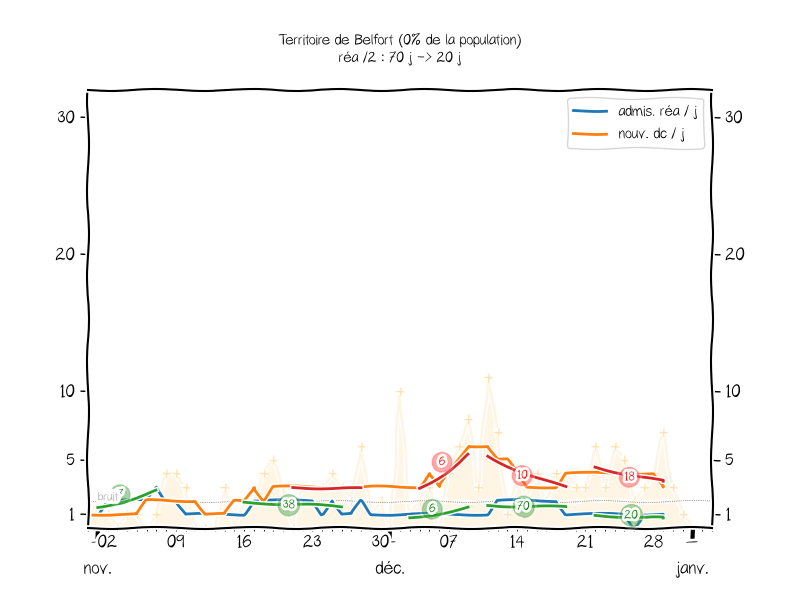 Territoire de Belfort (0% de la population)
réa /2 : 70 j -> 20 j
admis. réa / j
nouv. dc / j
30 30
20 20
10 10
5 5
1 1
bruit
7
38
6
6
10
70
18
20
02 09 16 23 30 07 14 21 28
nov. déc. janv.